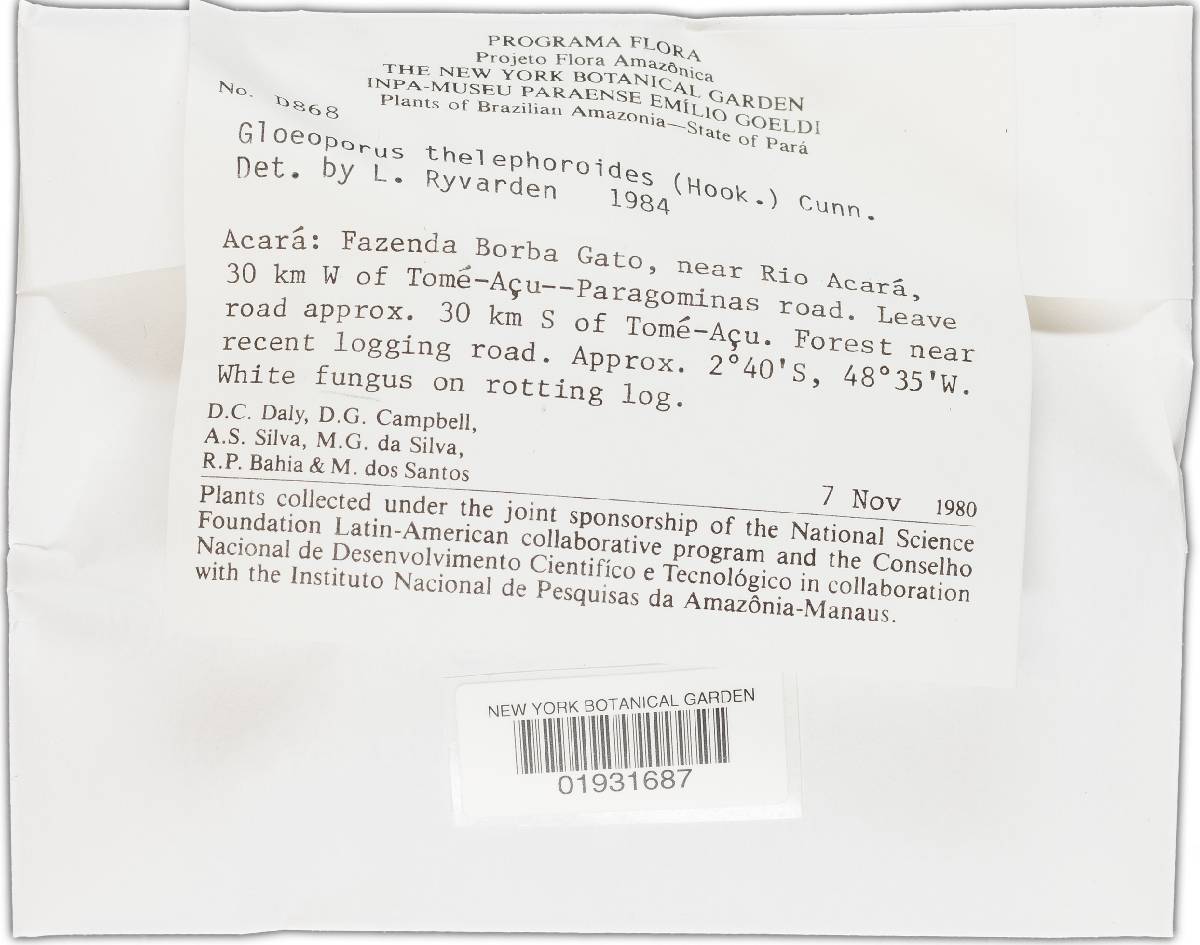 PROGRAMA FLORA
Projeto Flora Amazônica
THE NEW YORK BOTANICAL GARDEN
INPA-MUSEU PARAENSE EMÍLIO GOELDI
Plants of Brazilian Amazonia—State of Pará
No. D868
Gloeoporus thelephoroides (Hook.) Cunn.
Det. by L. Ryvarden 1984
Acará: Fazenda Borba Gato, near Rio Acará,
30 km W of Tomé-Açu--Paragominas road. Leave
road approx. 30 km S of Tomé-Açu. Forest near
recent logging road. Approx. 2°40'S, 48°35'W.
White fungus on rotting log.
D.C. Daly, D.G. Campbell,
A.S. Silva, M.G. da Silva,
R.P. Bahia & M. dos Santos
7 Nov 1980
Plants collected under the joint sponsorship of the National Science
Foundation Latin-American collaborative program and the Conselho
Nacional de Desenvolvimento Científico e Tecnológico in collaboration
with the Instituto Nacional de Pesquisas da Amazônia-Manaus.
NEW YORK BOTANICAL GARDEN
01931687